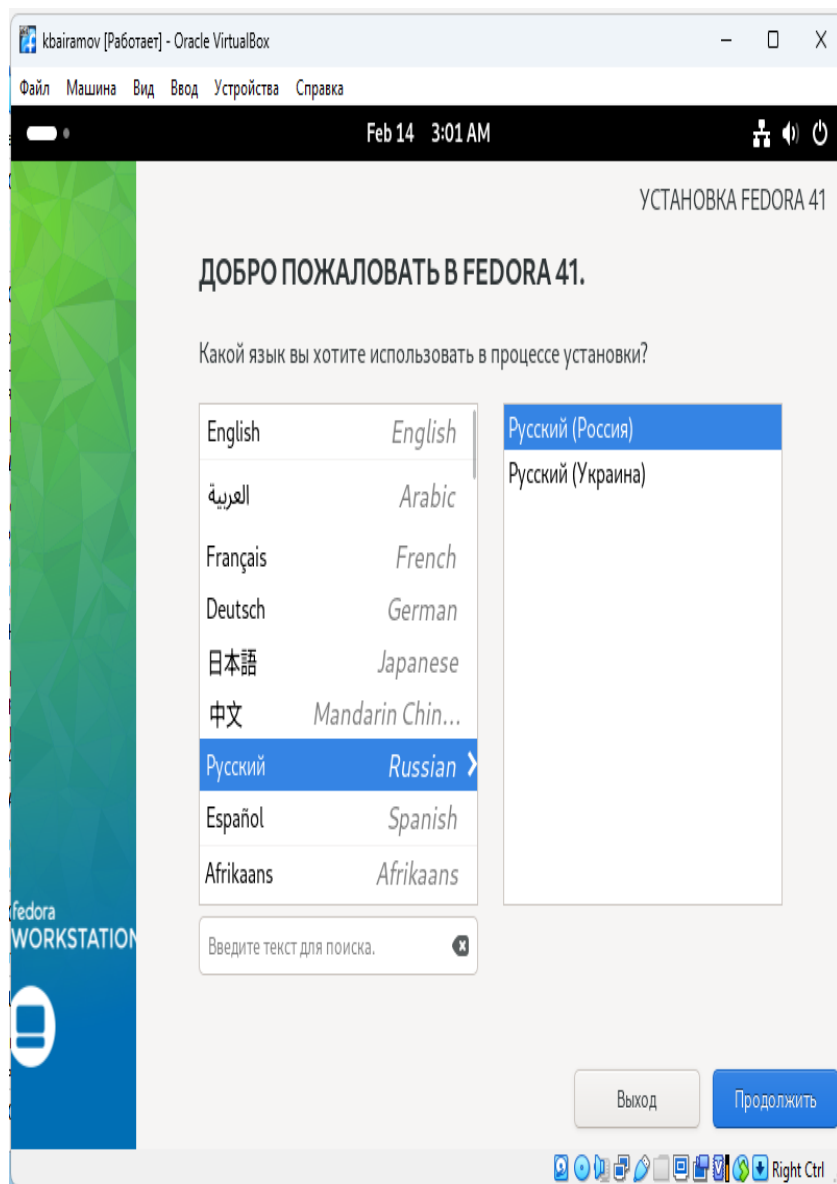 kbairamov [Работает] - Oracle VirtualBox
Файл Машина Вид Ввод Устройства Справка
Feb 14 3:01 AM
УСТАНОВКА FEDORA 41
ДОБРО ПОЖАЛОВАТЬ В FEDORA 41.
Какой язык вы хотите использовать в процессе установки?
English English
العربية Arabic
Français French
Deutsch German
日本語 Japanese
中文 Mandarin Chin...
Русский Russian
Español Spanish
Afrikaans Afrikaans
Русский (Россия)
Русский (Украина)
Введите текст для поиска.
fedora
WORKSTATION
Выход Продолжить
Right Ctrl